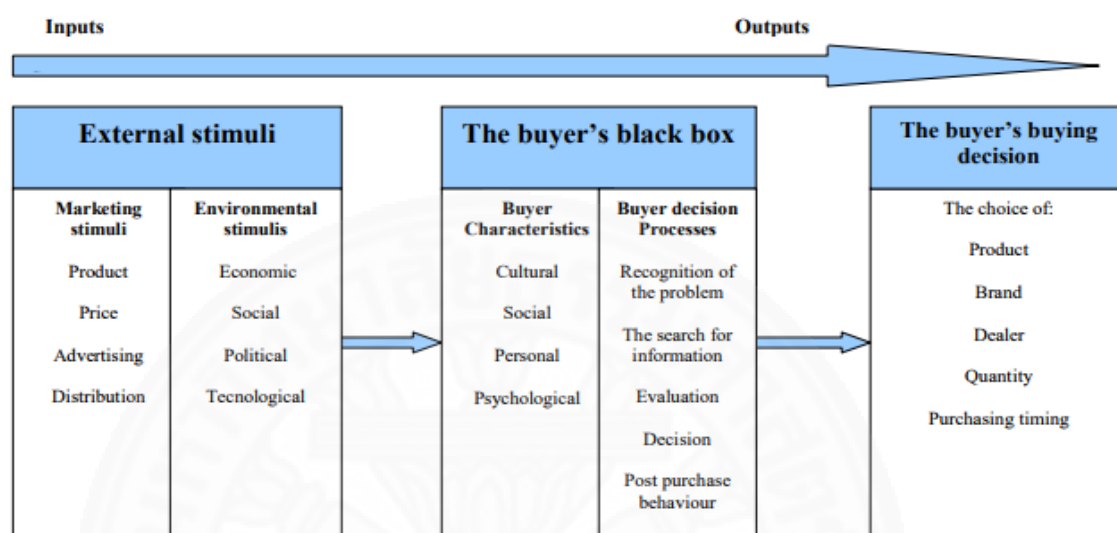 Inputs
Outputs
External stimuli
Marketing
stimuli
Product
Price
Advertising
Distribution
Environmental
stimulis
Economic
Social
Political
Tecnological
The buyer's black box
Buyer
Characteristics
Cultural
Social
Personal
Psychological
Buyer decision
Processes
Recognition of
the problem
The search for
information
Evaluation
Decision
Post purchase
behaviour
The buyer's buying
decision
The choice of:
Product
Brand
Dealer
Quantity
Purchasing timing